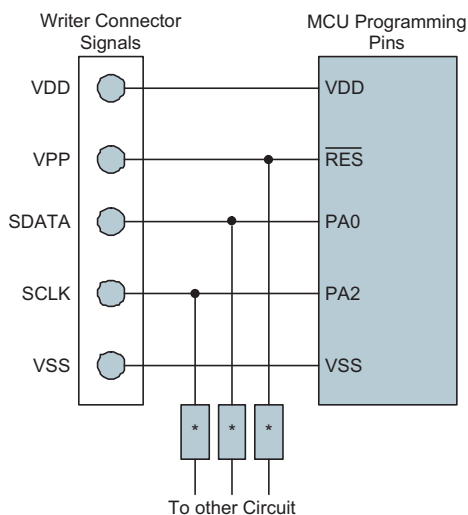 Writer Connector
Signals
MCU Programming
Pins
VDD
VDD
VPP
RES
SDATA
PA0
SCLK
PA2
VSS
VSS
* * *
To other Circuit